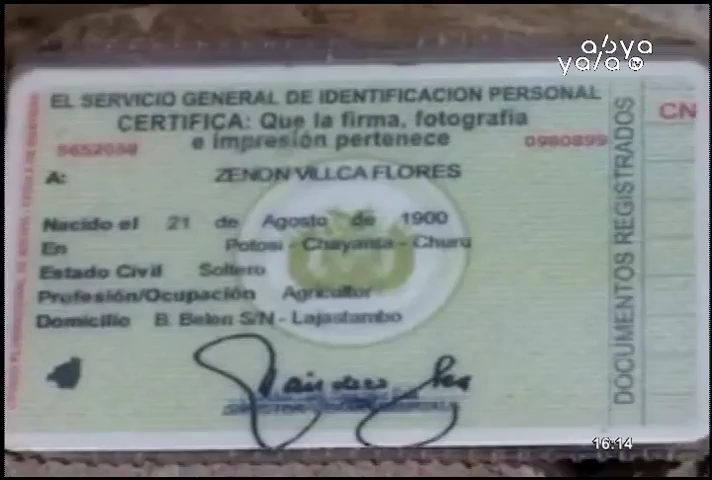 abya
yala tv
EL SERVICIO GENERAL DE IDENTIFICACION PERSONAL
CERTIFICA: Que la firma, fotografia
e impresión pertenece
5652098
0980899
CN
A: ZENON VILLCA FLORES
Nacido el 21 de Agosto de 1900
En Potosi - Chayanta - Churu
Estado Civil Soltero
Profesión/Ocupación Agricultor
Domicilio B. Belen S/N - Lajastambo
DOCUMENTOS REGISTRADOS
16:14